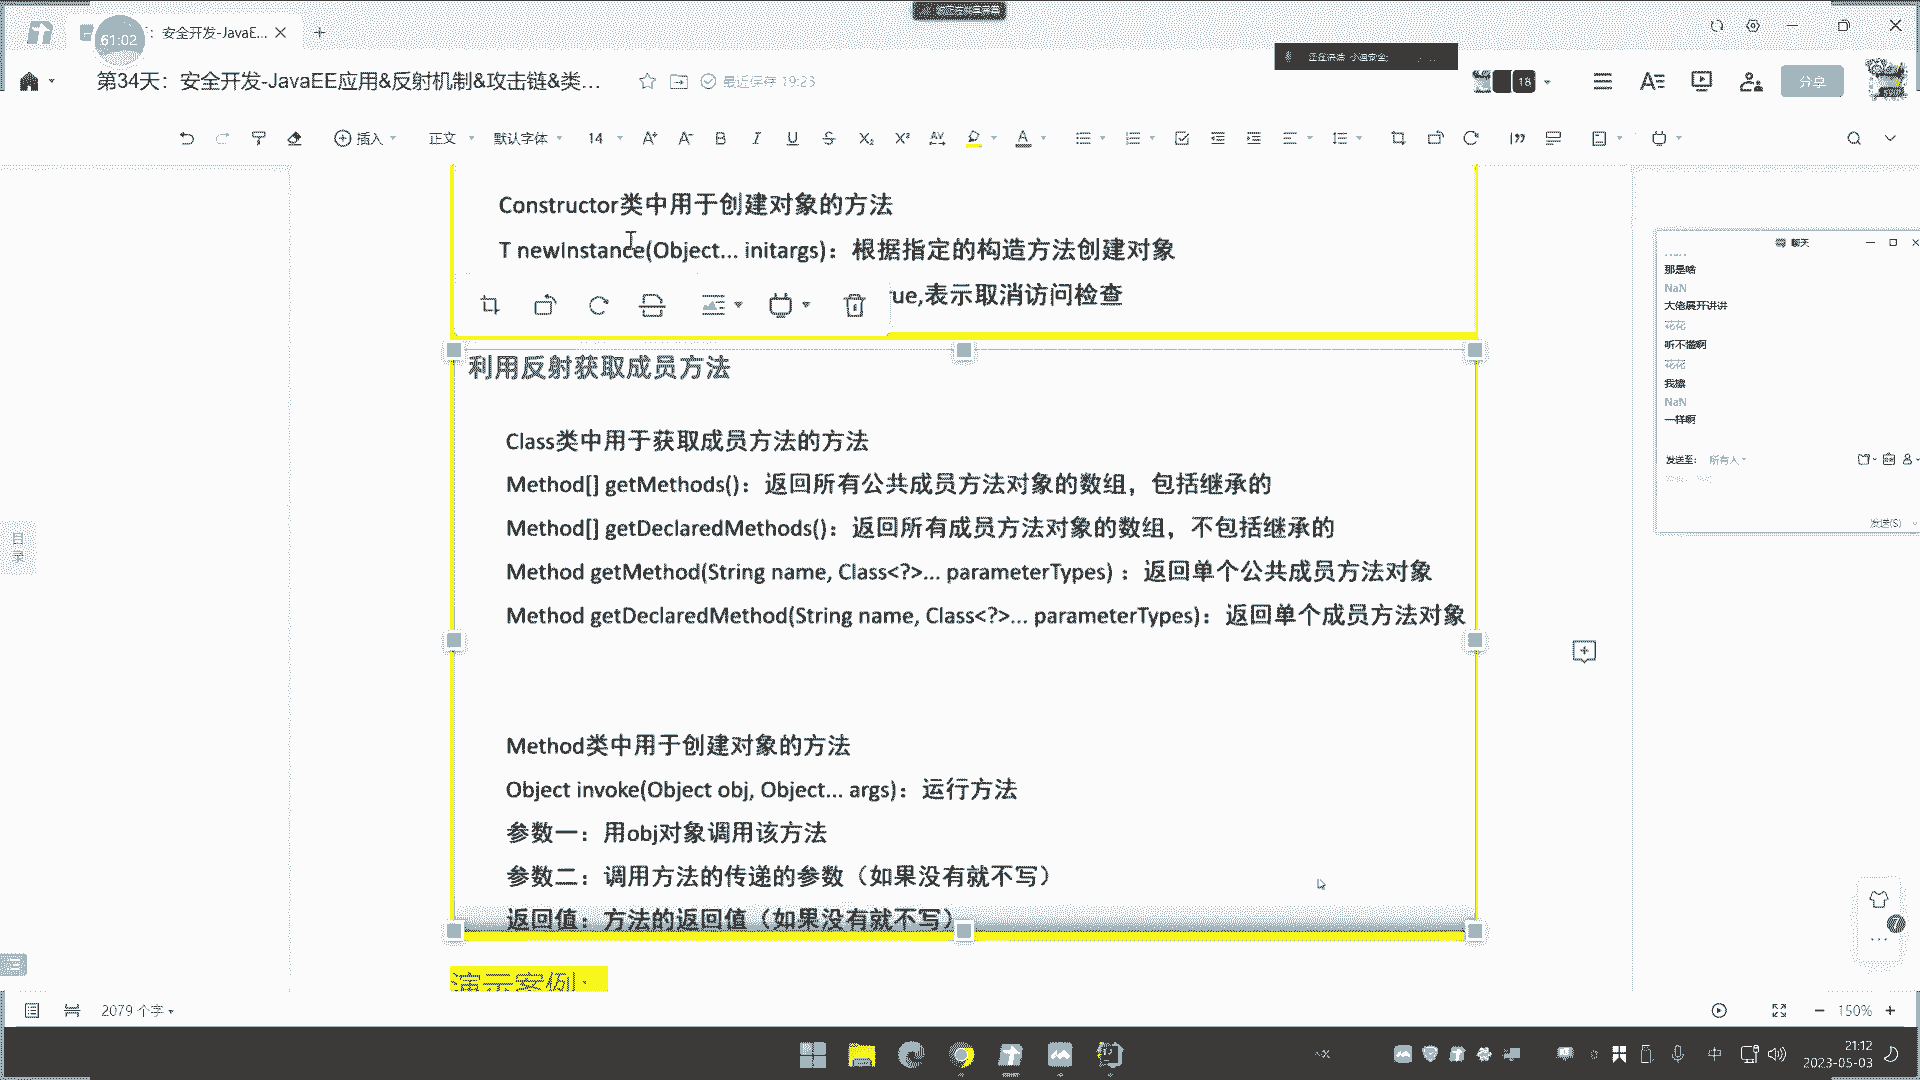 61:02
安全开发-JavaE...
第34天：安全开发-JavaEE应用&反射机制&攻击链&类...
最近保存 19:23
18
分享
插入
正文
默认字体
14
Constructor类中用于创建对象的方法
T newInstance(Object... initargs)：根据指定的构造方法创建对象
ue,表示取消访问检查
利用反射获取成员方法
Class类中用于获取成员方法的方法
Method[] getMethods()：返回所有公共成员方法对象的数组，包括继承的
Method[] getDeclaredMethods()：返回所有成员方法对象的数组，不包括继承的
Method getMethod(String name, Class<?>... parameterTypes) ：返回单个公共成员方法对象
Method getDeclaredMethod(String name, Class<?>... parameterTypes)：返回单个成员方法对象
Method类中用于创建对象的方法
Object invoke(Object obj, Object... args)：运行方法
参数一：用obj对象调用该方法
参数二：调用方法的传递的参数（如果没有就不写）
返回值：方法的返回值（如果没有就不写）
演示案例：
目录
聊天
那是啥
NaN
大佬展开讲讲
花花
听不懂啊
花花
我擦
NaN
一样啊
发送至：
所有人
发送(S)
2079 个字
150%
中
21:12
2023-05-03